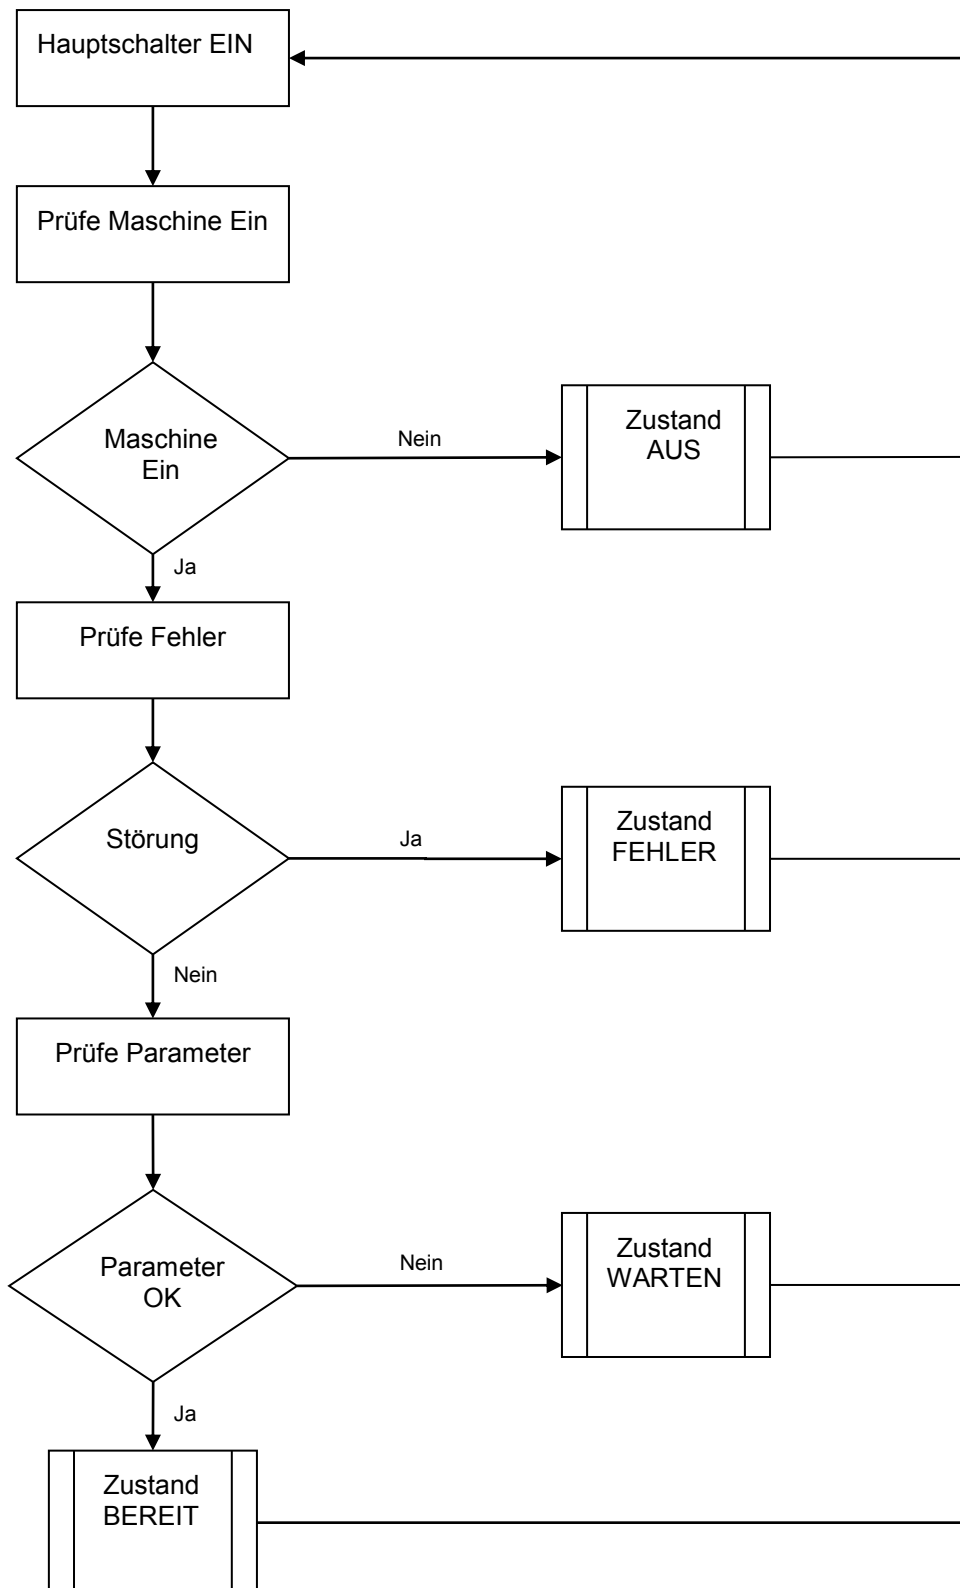 Hauptschalter EIN
Prüfe Maschine Ein
Maschine
Ein
Nein
Zustand
AUS
Ja
Prüfe Fehler
Störung
Ja
Zustand
FEHLER
Nein
Prüfe Parameter
Parameter
OK
Nein
Zustand
WARTEN
Ja
Zustand
BEREIT